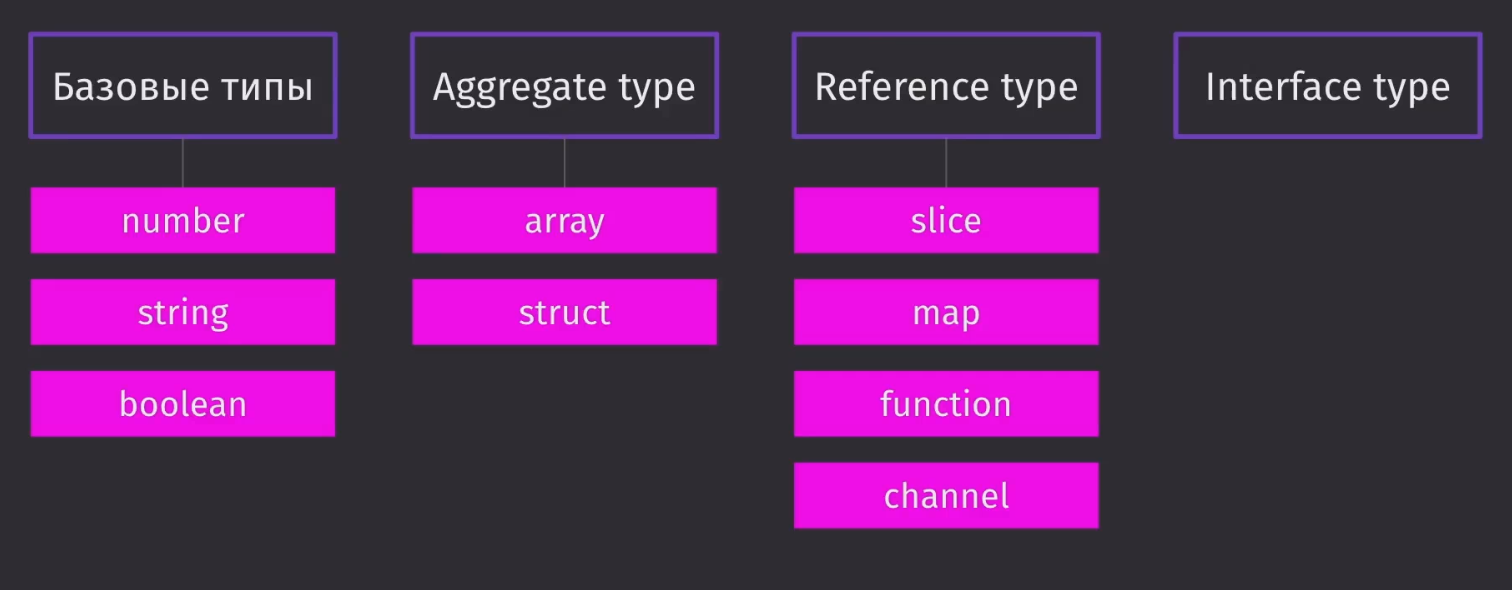 Базовые типы
Aggregate type
Reference type
Interface type
number
array
slice
string
struct
map
boolean
function
channel